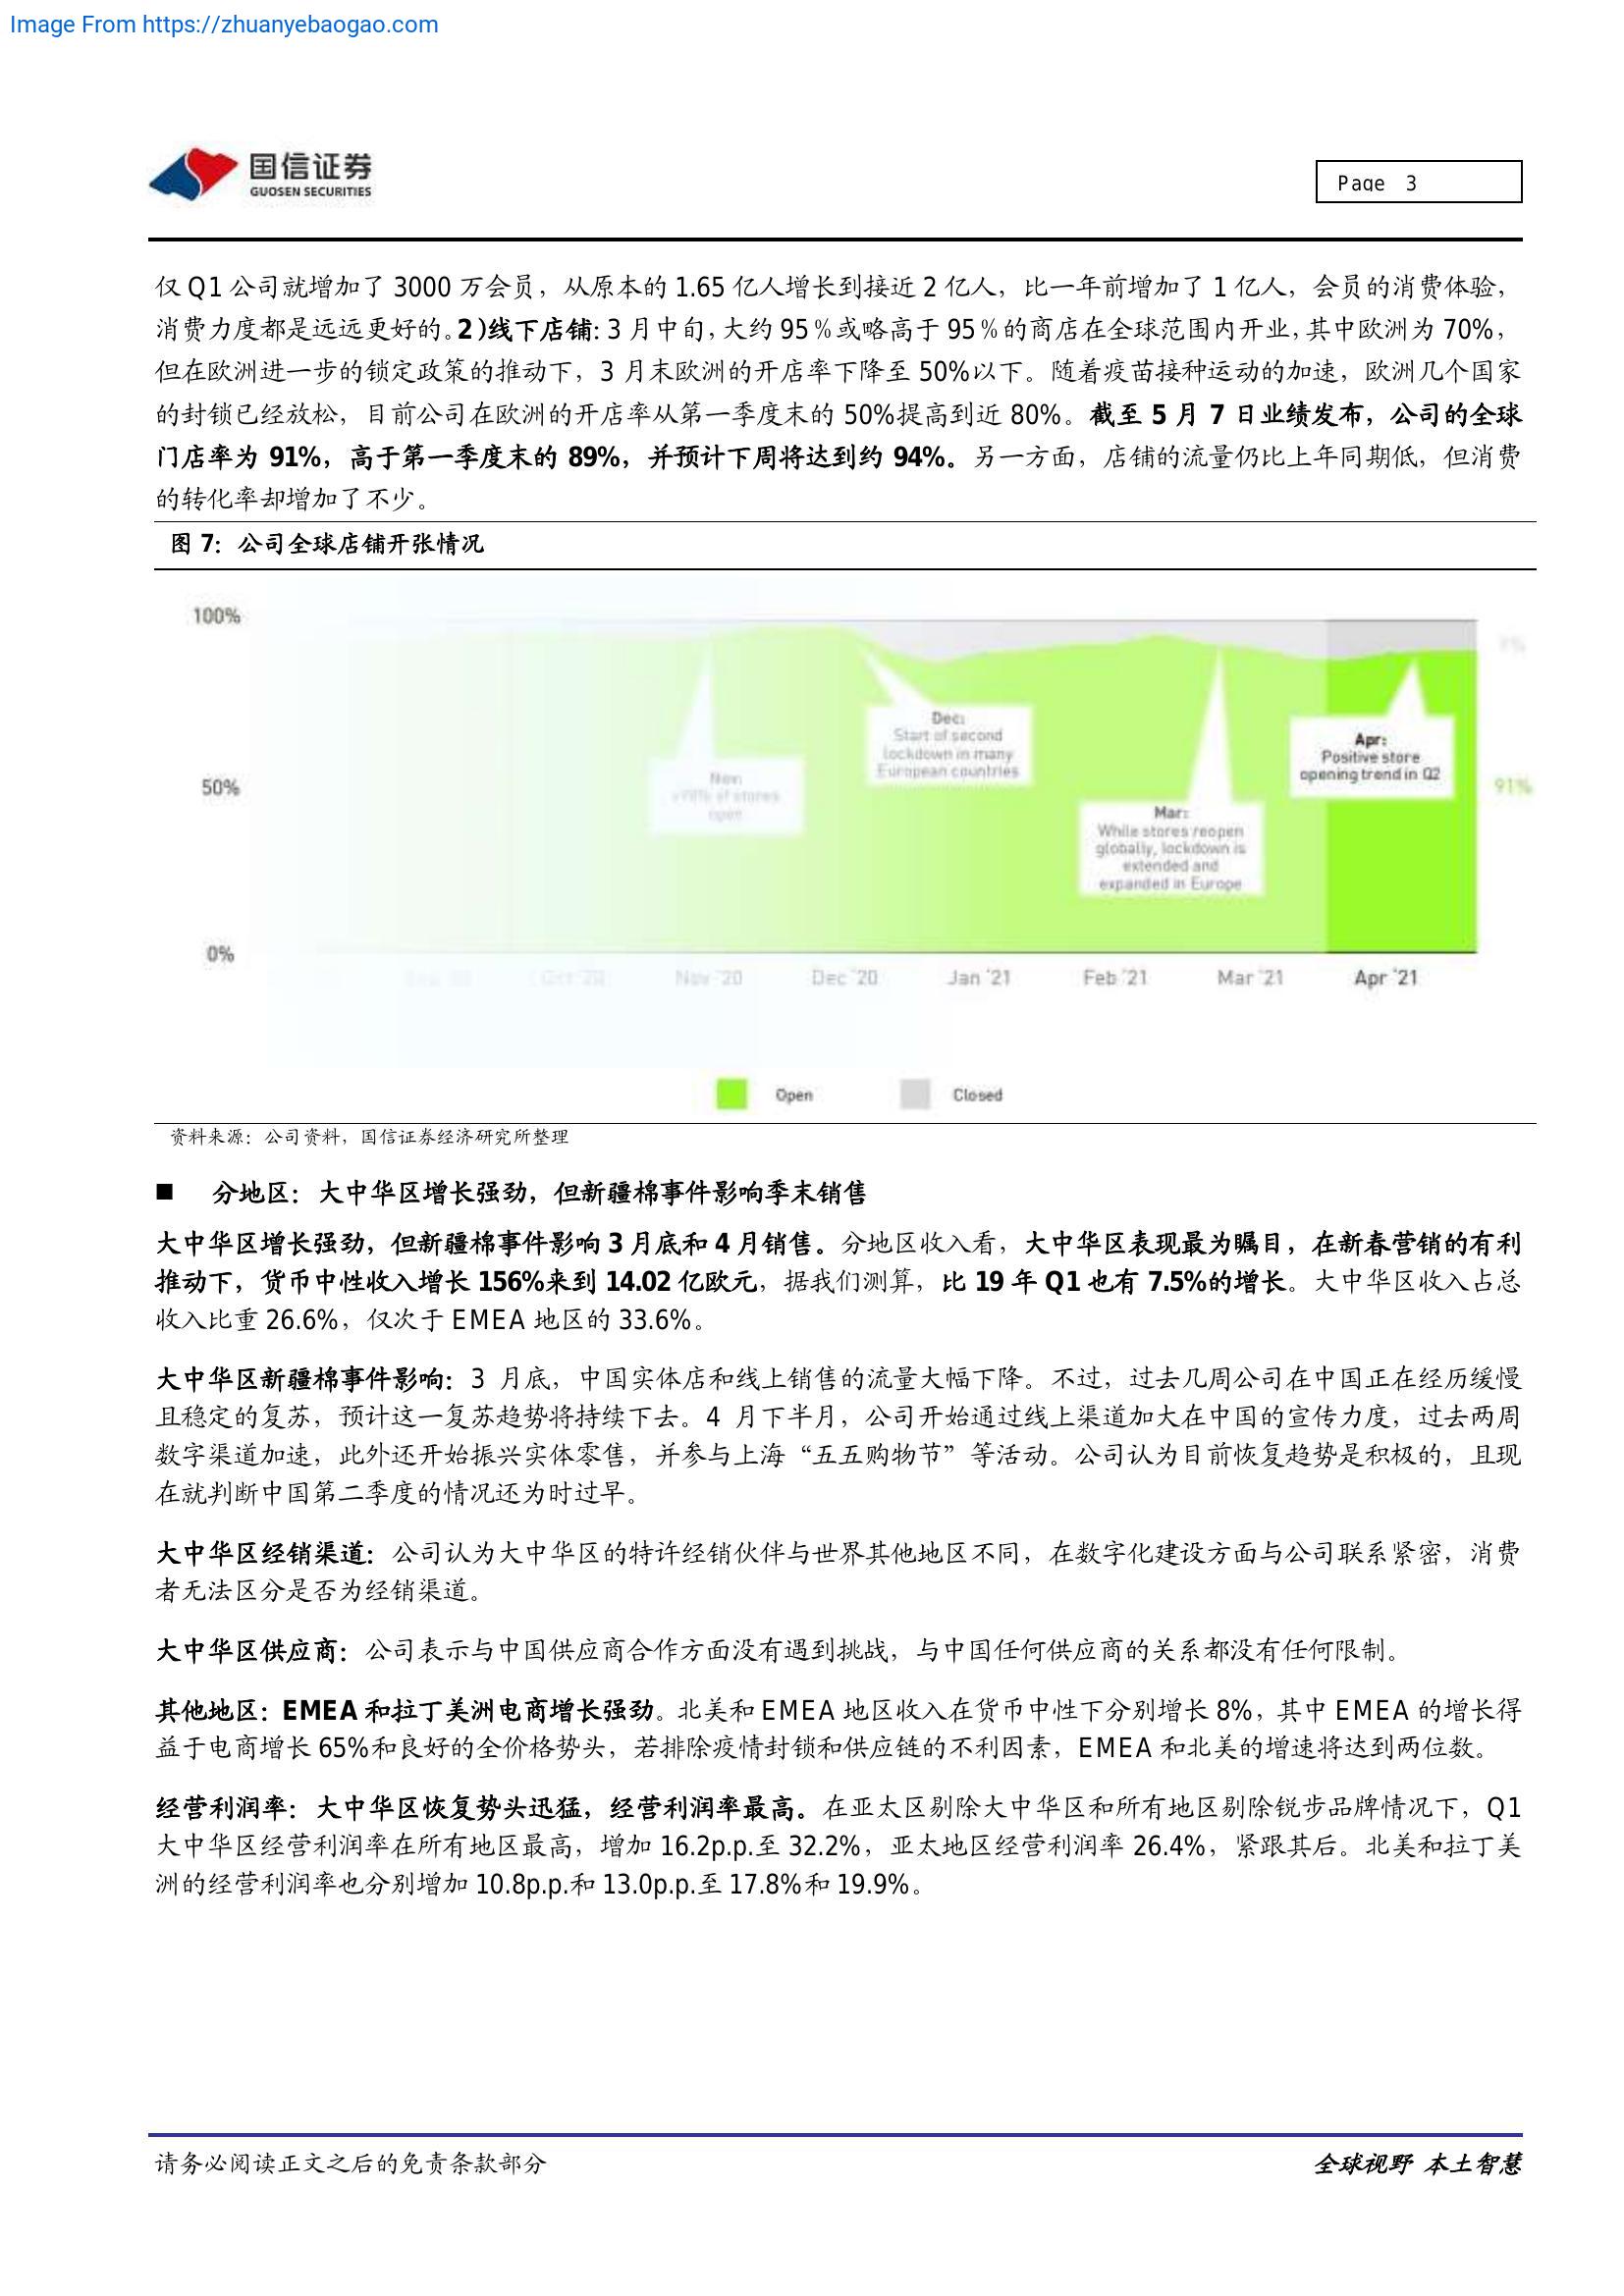 Image From https://zhuanyebaogao.com
国信证券
GUOSEN SECURITIES
Page 3
仅 Q1 公司就增加了 3000 万会员，从原本的 1.65 亿人增长到接近 2 亿人，比一年前增加了 1 亿人，会员的消费体验，
消费力度都是远远更好的。2）线下店铺：3 月中旬，大约 95％或略高于 95％的商店在全球范围内开业，其中欧洲为 70%，
但在欧洲进一步的锁定政策的推动下，3 月末欧洲的开店率下降至 50%以下。随着疫苗接种运动的加速，欧洲几个国家
的封锁已经放松，目前公司在欧洲的开店率从第一季度末的 50%提高到近 80%。截至 5 月 7 日业绩发布，公司的全球
门店率为 91%，高于第一季度末的 89%，并预计下周将达到约 94%。另一方面，店铺的流量仍比上年同期低，但消费
的转化率却增加了不少。
图 7：公司全球店铺开张情况
100%
50%
0%
Nov:
open
Dec:
Start of second
lockdown in many
European countries
Mar:
While stores reopen
globally, lockdown is
extended and
expanded in Europe
Apr:
Positive store
opening trend in Q2
91%
Oct '20
Nov '20
Dec '20
Jan '21
Feb '21
Mar '21
Apr '21
Open
Closed
资料来源：公司资料，国信证券经济研究所整理
■ 分地区：大中华区增长强劲，但新疆棉事件影响季末销售
大中华区增长强劲，但新疆棉事件影响 3 月底和 4 月销售。分地区收入看，大中华区表现最为瞩目，在新春营销的有利
推动下，货币中性收入增长 156%来到 14.02 亿欧元，据我们测算，比 19 年 Q1 也有 7.5%的增长。大中华区收入占总
收入比重 26.6%，仅次于 EMEA 地区的 33.6%。
大中华区新疆棉事件影响：3 月底，中国实体店和线上销售的流量大幅下降。不过，过去几周公司在中国正在经历缓慢
且稳定的复苏，预计这一复苏趋势将持续下去。4 月下半月，公司开始通过线上渠道加大在中国的宣传力度，过去两周
数字渠道加速，此外还开始振兴实体零售，并参与上海“五五购物节”等活动。公司认为目前恢复趋势是积极的，且现
在就判断中国第二季度的情况还为时过早。
大中华区经销渠道：公司认为大中华区的特许经销伙伴与世界其他地区不同，在数字化建设方面与公司联系紧密，消费
者无法区分是否为经销渠道。
大中华区供应商：公司表示与中国供应商合作方面没有遇到挑战，与中国任何供应商的关系都没有任何限制。
其他地区：EMEA 和拉丁美洲电商增长强劲。北美和 EMEA 地区收入在货币中性下分别增长 8%，其中 EMEA 的增长得
益于电商增长 65%和良好的全价格势头，若排除疫情封锁和供应链的不利因素，EMEA 和北美的增速将达到两位数。
经营利润率：大中华区恢复势头迅猛，经营利润率最高。在亚太区剔除大中华区和所有地区剔除锐步品牌情况下，Q1
大中华区经营利润率在所有地区最高，增加 16.2p.p.至 32.2%，亚太地区经营利润率 26.4%，紧跟其后。北美和拉丁美
洲的经营利润率也分别增加 10.8p.p.和 13.0p.p.至 17.8%和 19.9%。
请务必阅读正文之后的免责条款部分
全球视野 本土智慧